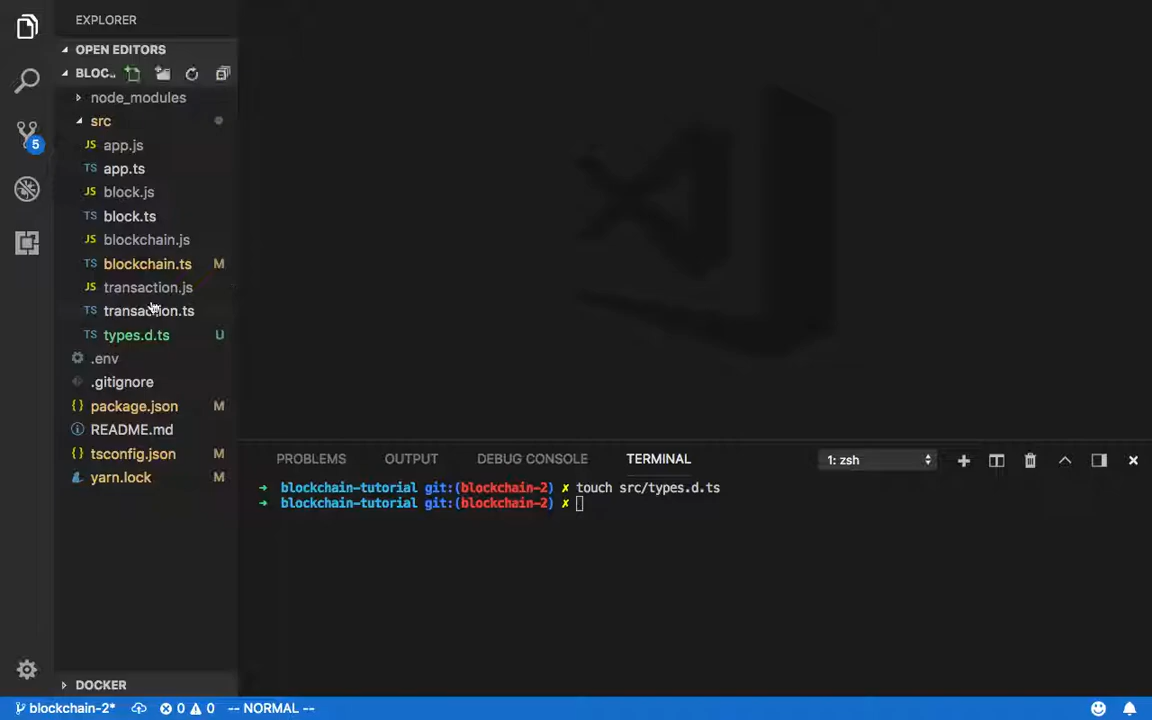 EXPLORER
OPEN EDITORS
BLOC..
node_modules
src
JS app.js
TS app.ts
JS block.js
TS block.ts
JS blockchain.js
TS blockchain.ts M
JS transaction.js
TS transaction.ts
TS types.d.ts U
.env
.gitignore
{ } package.json M
README.md
{ } tsconfig.json M
yarn.lock M
DOCKER
5
PROBLEMS OUTPUT DEBUG CONSOLE TERMINAL 1: zsh
→ blockchain-tutorial git:(blockchain-2) ✗ touch src/types.d.ts
→ blockchain-tutorial git:(blockchain-2) ✗
blockchain-2* 0 0 -- NORMAL --